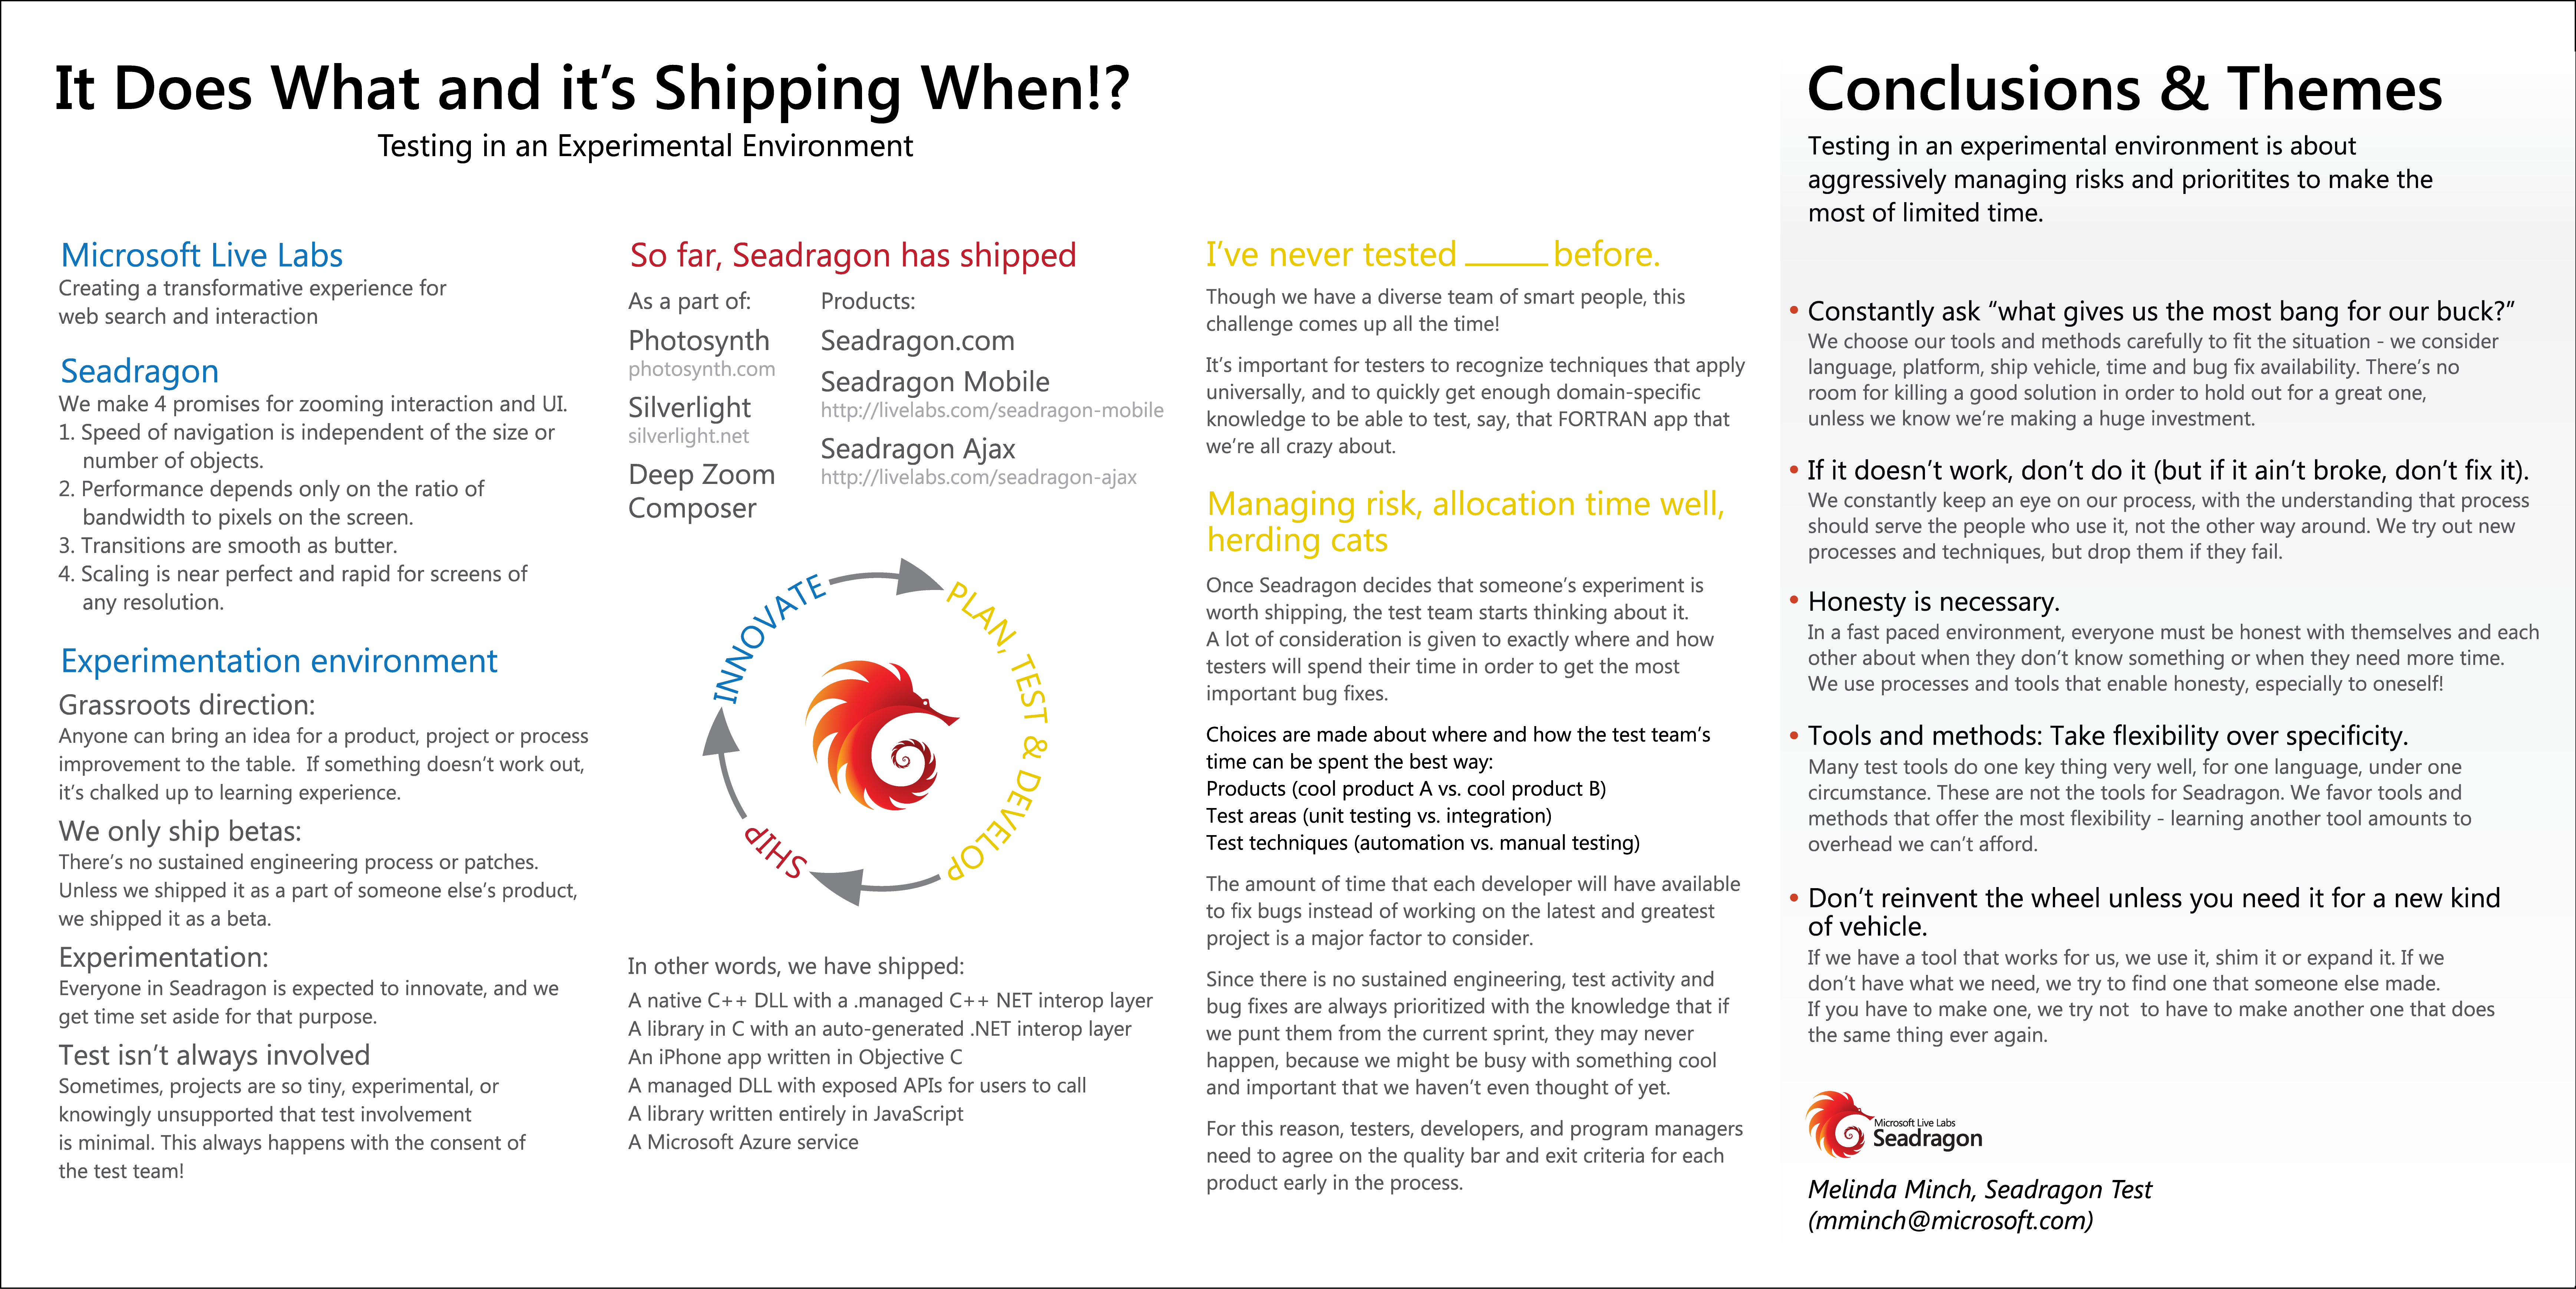 It Does What and it's Shipping When!?
Testing in an Experimental Environment
Microsoft Live Labs
Creating a transformative experience for
web search and interaction
Seadragon
We make 4 promises for zooming interaction and UI.
1. Speed of navigation is independent of the size or
number of objects.
2. Performance depends only on the ratio of
bandwidth to pixels on the screen.
3. Transitions are smooth as butter.
4. Scaling is near perfect and rapid for screens of
any resolution.
Experimentation environment
Grassroots direction:
Anyone can bring an idea for a product, project or process
improvement to the table.  If something doesn't work out,
it's chalked up to learning experience.
We only ship betas:
There's no sustained engineering process or patches.
Unless we shipped it as a part of someone else's product,
we shipped it as a beta.
Experimentation:
Everyone in Seadragon is expected to innovate, and we
get time set aside for that purpose.
Test isn't always involved
Sometimes, projects are so tiny, experimental, or
knowingly unsupported that test involvement
is minimal. This always happens with the consent of
the test team!
So far, Seadragon has shipped
As a part of:
Photosynth
photosynth.com
Silverlight
silverlight.net
Deep Zoom
Composer
Products:
Seadragon.com
Seadragon Mobile
http://livelabs.com/seadragon-mobile
Seadragon Ajax
http://livelabs.com/seadragon-ajax
INNOVATE
PLAN, TEST & DEVELOP
SHIP
In other words, we have shipped:
A native C++ DLL with a .managed C++ NET interop layer
A library in C with an auto-generated .NET interop layer
An iPhone app written in Objective C
A managed DLL with exposed APIs for users to call
A library written entirely in JavaScript
A Microsoft Azure service
I've never tested _____ before.
Though we have a diverse team of smart people, this
challenge comes up all the time!
It's important for testers to recognize techniques that apply
universally, and to quickly get enough domain-specific
knowledge to be able to test, say, that FORTRAN app that
we're all crazy about.
Managing risk, allocation time well,
herding cats
Once Seadragon decides that someone's experiment is
worth shipping, the test team starts thinking about it.
A lot of consideration is given to exactly where and how
testers will spend their time in order to get the most
important bug fixes.
Choices are made about where and how the test team's
time can be spent the best way:
Products (cool product A vs. cool product B)
Test areas (unit testing vs. integration)
Test techniques (automation vs. manual testing)
The amount of time that each developer will have available
to fix bugs instead of working on the latest and greatest
project is a major factor to consider.
Since there is no sustained engineering, test activity and
bug fixes are always prioritized with the knowledge that if
we punt them from the current sprint, they may never
happen, because we might be busy with something cool
and important that we haven't even thought of yet.
For this reason, testers, developers, and program managers
need to agree on the quality bar and exit criteria for each
product early in the process.
Conclusions & Themes
Testing in an experimental environment is about
aggressively managing risks and prioritites to make the
most of limited time.
• Constantly ask "what gives us the most bang for our buck?"
We choose our tools and methods carefully to fit the situation - we consider
language, platform, ship vehicle, time and bug fix availability. There's no
room for killing a good solution in order to hold out for a great one,
unless we know we're making a huge investment.
• If it doesn't work, don't do it (but if it ain't broke, don't fix it).
We constantly keep an eye on our process, with the understanding that process
should serve the people who use it, not the other way around. We try out new
processes and techniques, but drop them if they fail.
• Honesty is necessary.
In a fast paced environment, everyone must be honest with themselves and each
other about when they don't know something or when they need more time.
We use processes and tools that enable honesty, especially to oneself!
• Tools and methods: Take flexibility over specificity.
Many test tools do one key thing very well, for one language, under one
circumstance. These are not the tools for Seadragon. We favor tools and
methods that offer the most flexibility - learning another tool amounts to
overhead we can't afford.
• Don't reinvent the wheel unless you need it for a new kind
of vehicle.
If we have a tool that works for us, we use it, shim it or expand it. If we
don't have what we need, we try to find one that someone else made.
If you have to make one, we try not  to have to make another one that does
the same thing ever again.
Microsoft Live Labs
Seadragon
Melinda Minch, Seadragon Test
(mminch@microsoft.com)